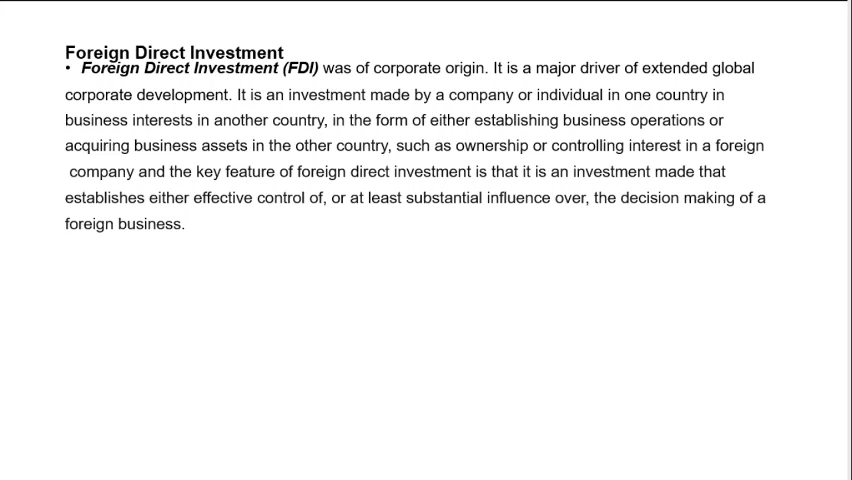 Foreign Direct Investment
• Foreign Direct Investment (FDI) was of corporate origin. It is a major driver of extended global
corporate development. It is an investment made by a company or individual in one country in
business interests in another country, in the form of either establishing business operations or
acquiring business assets in the other country, such as ownership or controlling interest in a foreign
company and the key feature of foreign direct investment is that it is an investment made that
establishes either effective control of, or at least substantial influence over, the decision making of a
foreign business.